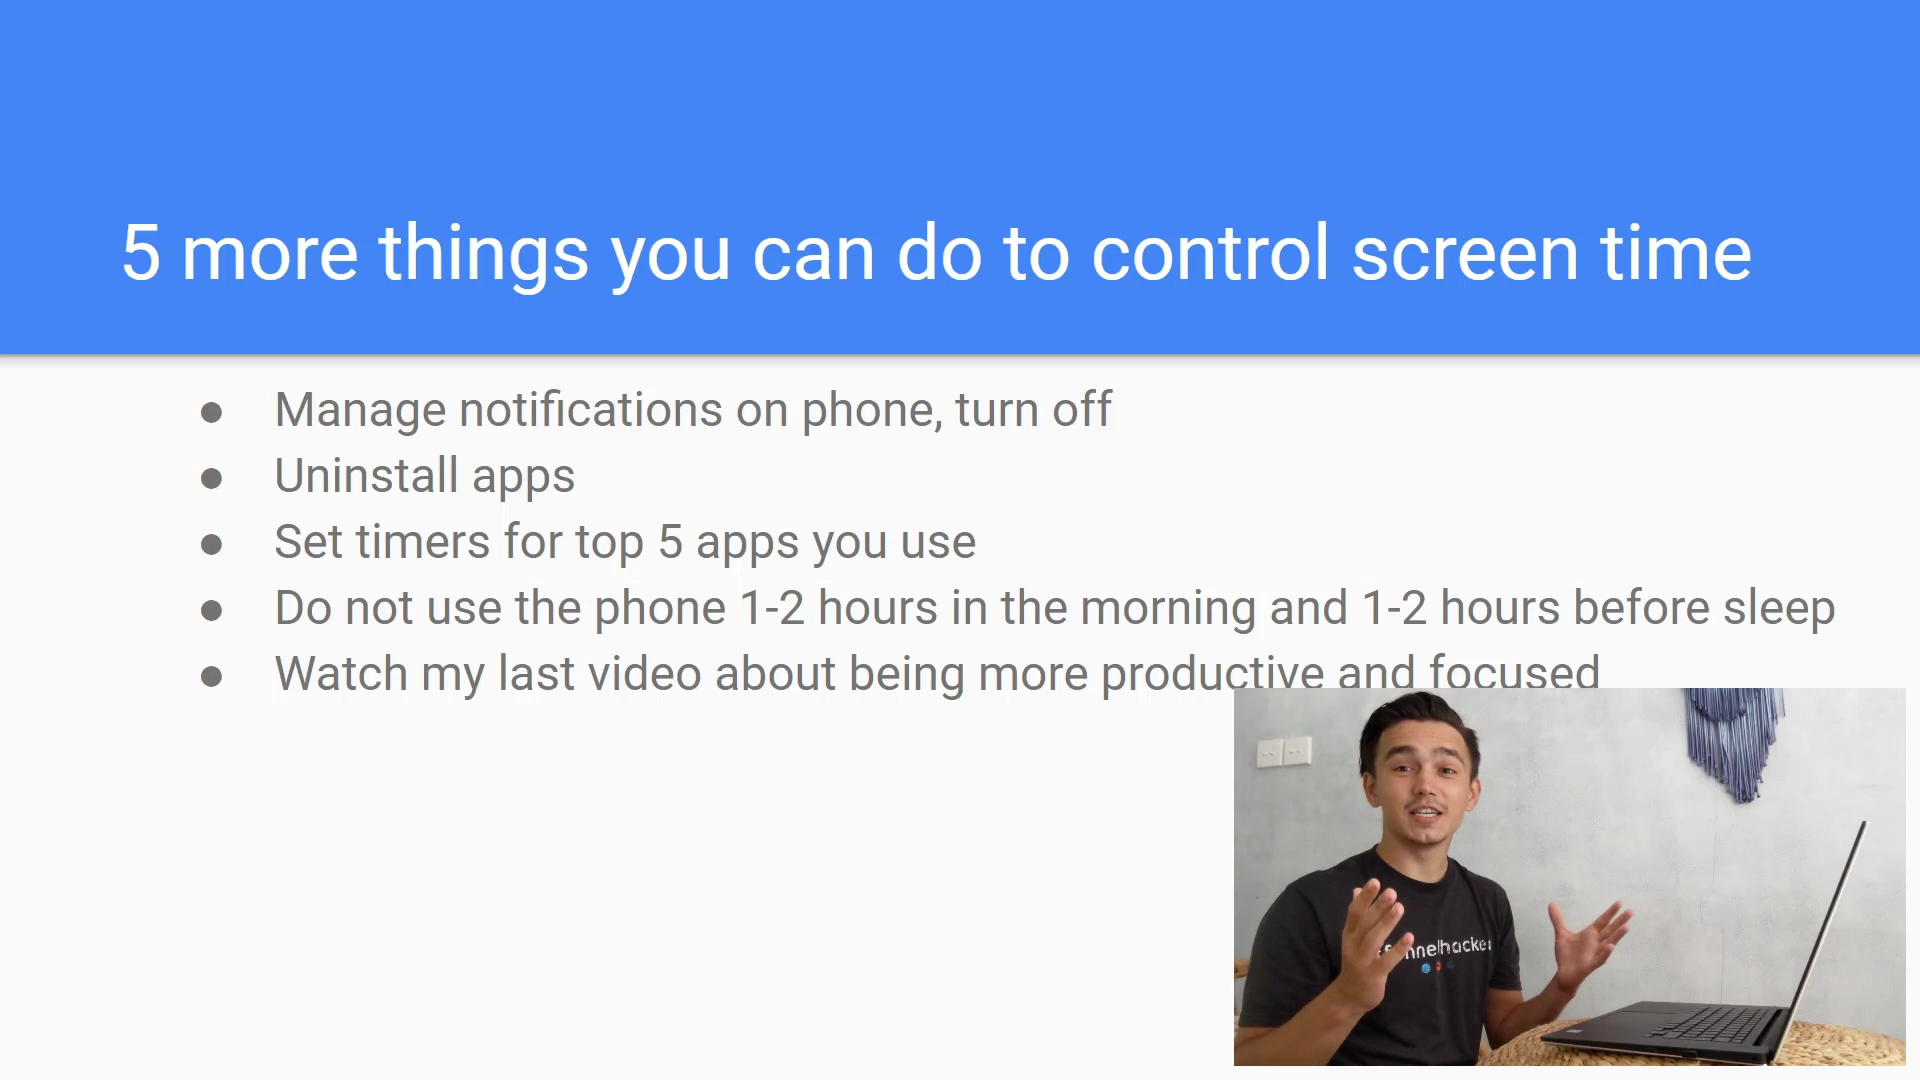 5 more things you can do to control screen time
Manage notifications on phone, turn off
Uninstall apps
Set timers for top 5 apps you use
Do not use the phone 1-2 hours in the morning and 1-2 hours before sleep
Watch my last video about being more productive and focused